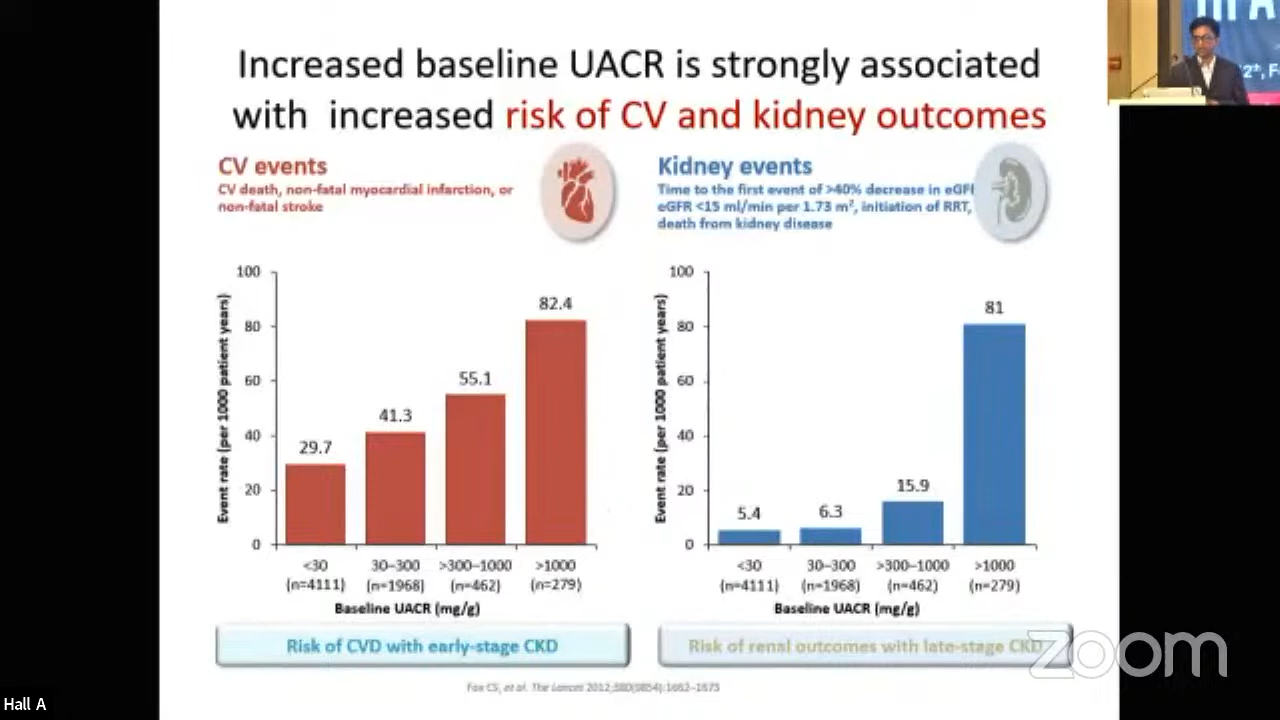 Increased baseline UACR is strongly associated
with increased risk of CV and kidney outcomes
CV events
CV death, non-fatal myocardial infarction, or
non-fatal stroke
Kidney events
Time to the first event of >40% decrease in eGF
eGFR <15 ml/min per 1.73 m², initiation of RRT,
death from kidney disease
Event rate (per 1000 patient years)
100
80
60
40
20
0
29.7
41.3
55.1
82.4
<30 30–300 >300–1000 >1000
(n=4111) (n=1968) (n=462) (n=279)
Baseline UACR (mg/g)
Event rate (per 1000 patient years)
100
80
60
40
20
0
5.4
6.3
15.9
81
<30 30–300 >300–1000 >1000
(n=4111) (n=1968) (n=462) (n=279)
Baseline UACR (mg/g)
Risk of CVD with early-stage CKD
Risk of renal outcomes with late-stage CKD
Fox CS, et al. The Lancet 2012;380(9854):1662–1673
zoom
Hall A